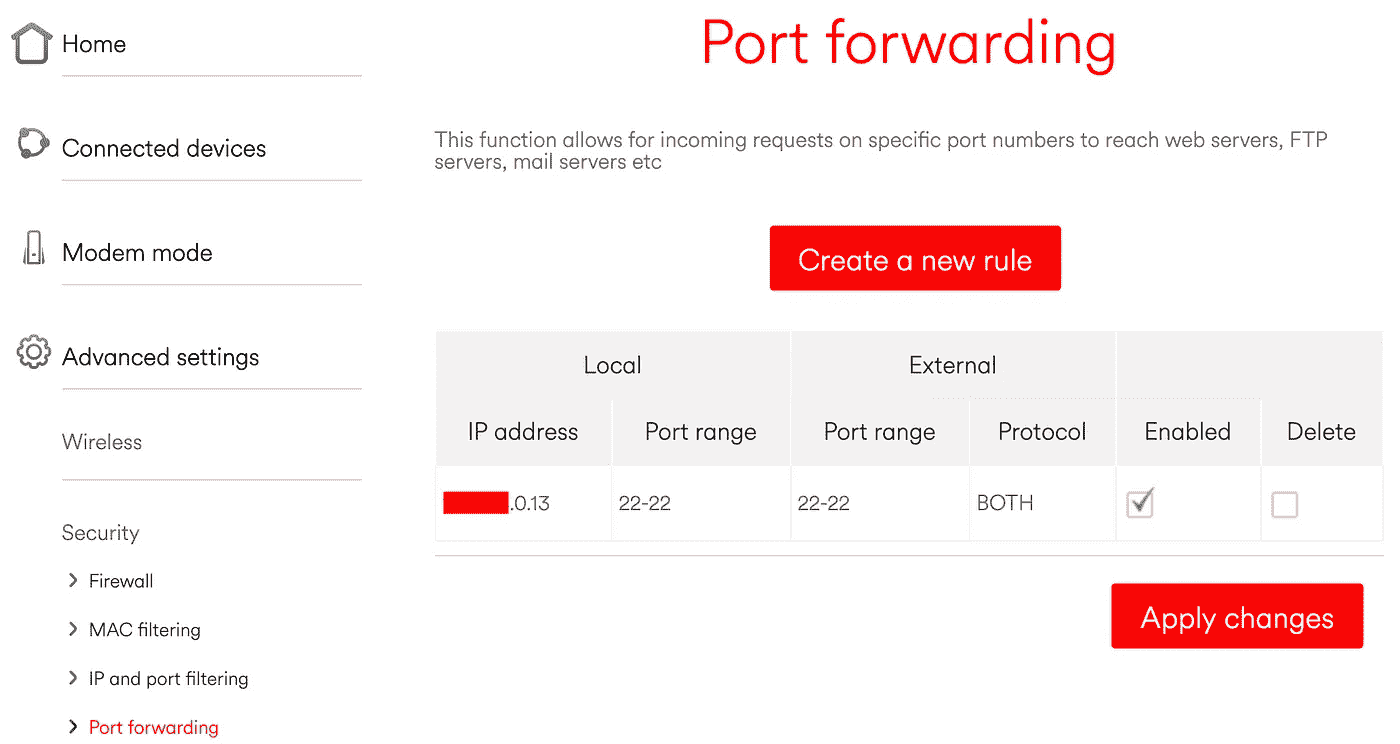 Home
Connected devices
Modem mode
Advanced settings
Wireless
Security
Firewall
MAC filtering
IP and port filtering
Port forwarding
Port forwarding
This function allows for incoming requests on specific port numbers to reach web servers, FTP
servers, mail servers etc
Create a new rule
Local External
IP address Port range Port range Protocol Enabled Delete
.0.13 22-22 22-22 BOTH
Apply changes